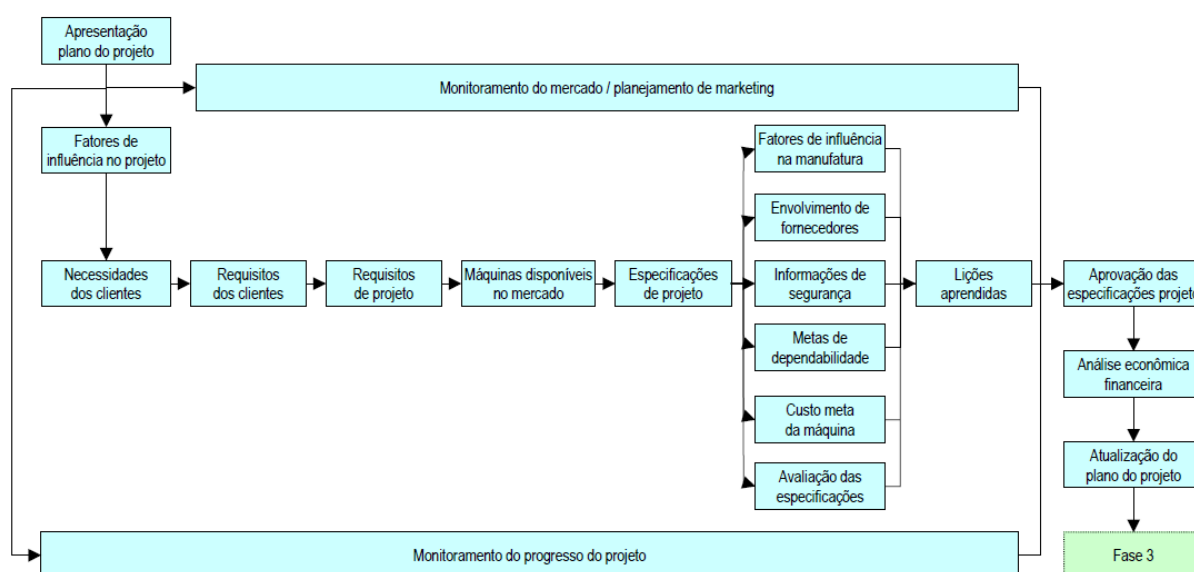 Apresentação
plano do projeto
Monitoramento do mercado / planejamento de marketing
Fatores de
influência no projeto
Necessidades
dos clientes
Requisitos
dos clientes
Requisitos
de projeto
Máquinas disponíveis
no mercado
Especificações
de projeto
Fatores de influência
na manufatura
Envolvimento de
fornecedores
Informações de
segurança
Metas de
dependabilidade
Custo meta
da máquina
Avaliação das
especificações
Lições
aprendidas
Aprovação das
especificações projeto
Análise econômica
financeira
Atualização do
plano do projeto
Monitoramento do progresso do projeto
Fase 3